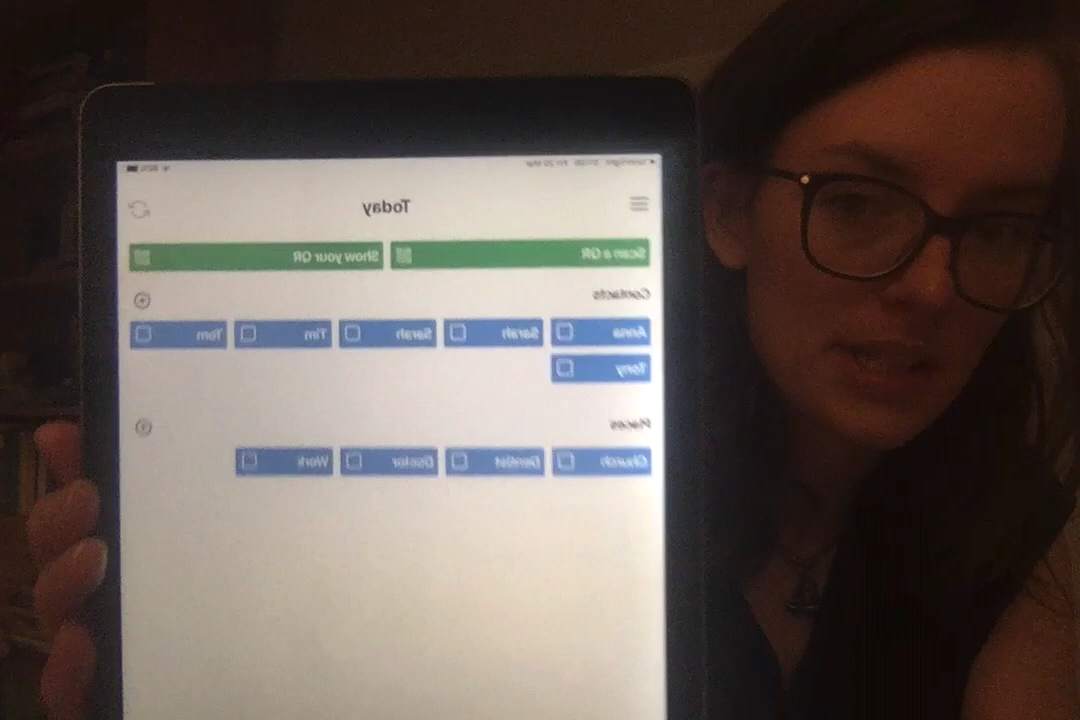 Today
Scan a QR Show your QR
Contacts
Anna Sarah Sarah Tim Tom
Tony
Places
Church Dentist Doctor Work